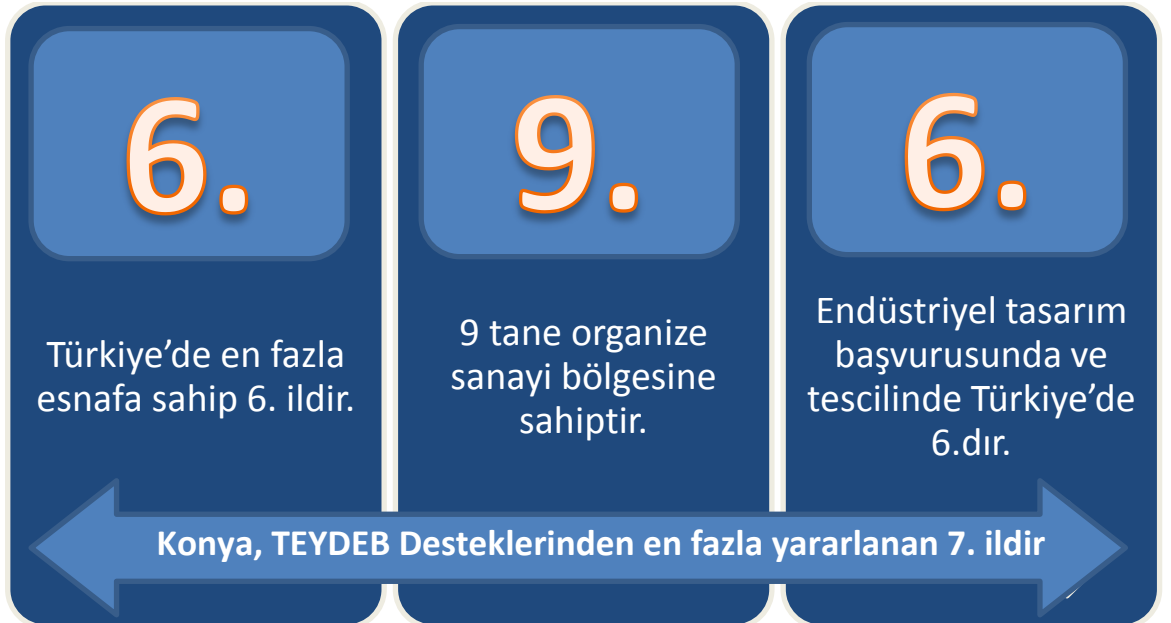 6.
Türkiye’de en fazla
esnafa sahip 6. ildir.
9.
9 tane organize
sanayi bölgesine
sahiptir.
6.
Endüstriyel tasarım
başvurusunda ve
tescilinde Türkiye’de
6.dır.
Konya, TEYDEB Desteklerinden en fazla yararlanan 7. ildir